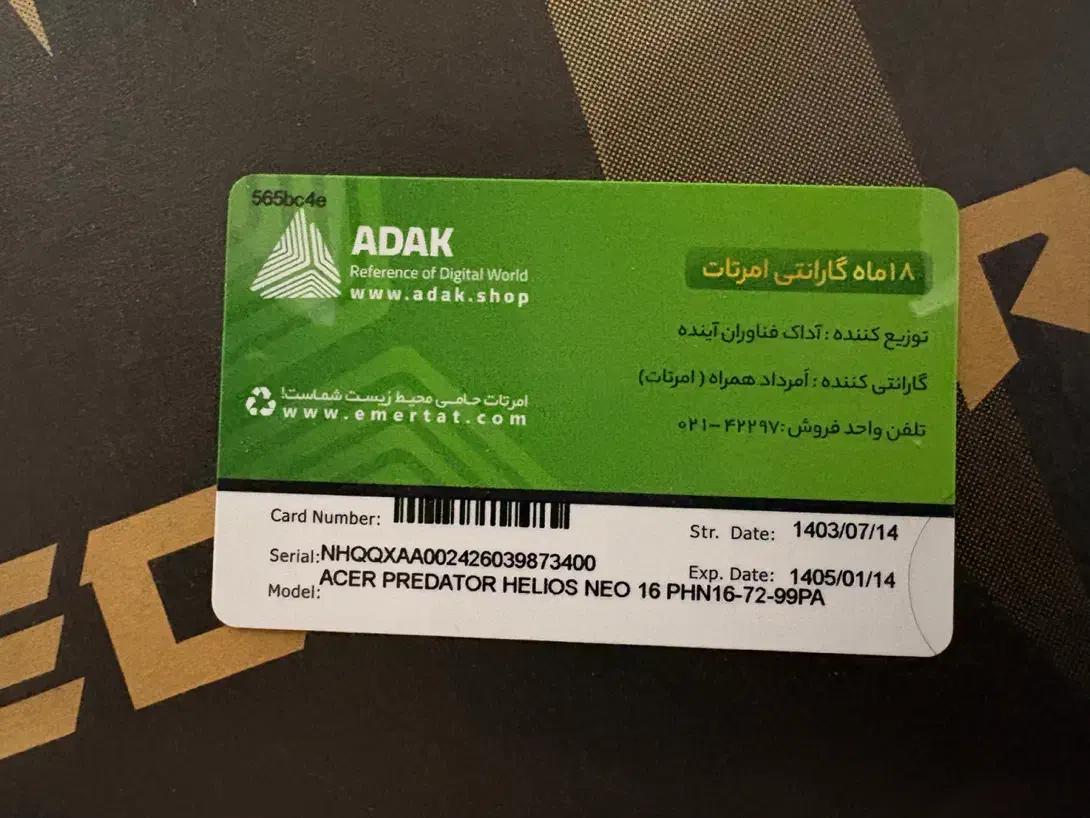 565bc4e
ADAK
Reference of Digital World
www.adak.shop
۱۸ماه گارانتی امرتات
توزیع کننده : آداک فناوران آینده
گارانتی کننده : اَمرداد همراه ( امرتات)
تلفن واحد فروش:۴۲۲۹۷-۰۲۱
امرتات حامی محیط زیست شماست!
www.emertat.com
Card Number:
Str. Date: 1403/07/14
Serial:NHQQXAA002426039873400
Exp. Date: 1405/01/14
Model: ACER PREDATOR HELIOS NEO 16 PHN16-72-99PA